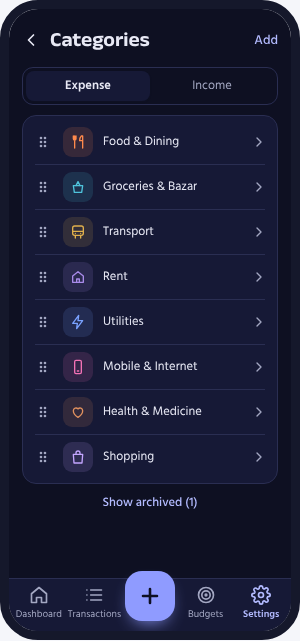 Categories
Add
Expense
Income
Food & Dining
Groceries & Bazar
Transport
Rent
Utilities
Mobile & Internet
Health & Medicine
Shopping
Show archived (1)
Dashboard
Transactions
Budgets
Settings